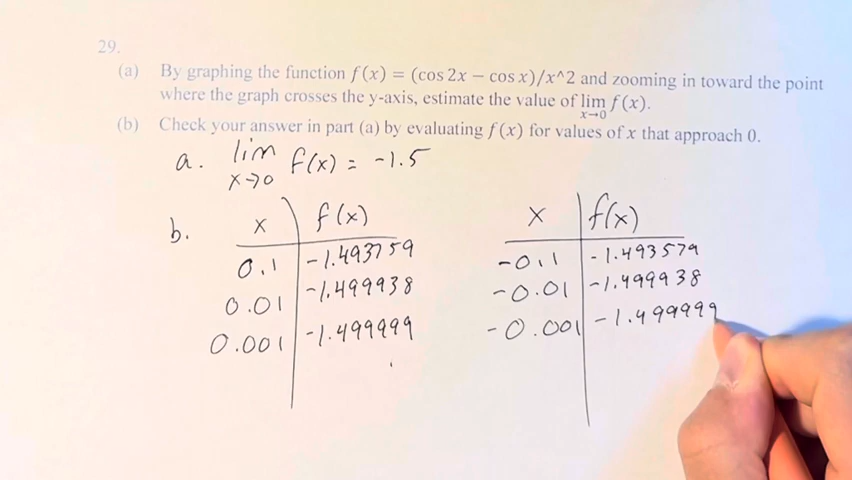 29.
(a) By graphing the function f(x) = (cos 2x − cos x)/x^2 and zooming in toward the point
where the graph crosses the y-axis, estimate the value of lim x→0 f(x).
(b) Check your answer in part (a) by evaluating f(x) for values of x that approach 0.
a. lim x→0 f(x) = -1.5
b. x f(x) x f(x)
0.1 -1.493759 -0.1 -1.493579
0.01 -1.499938 -0.01 -1.499938
0.001 -1.499999 -0.001 -1.499999